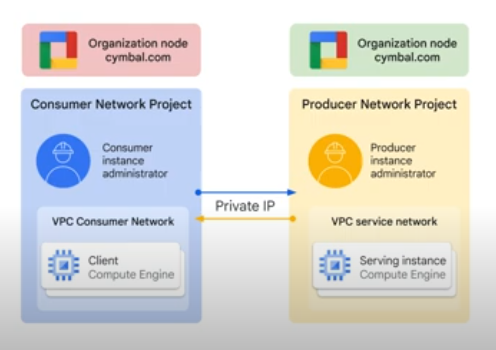 Organization node
cymbal.com
Organization node
cymbal.com
Consumer Network Project
Consumer
instance
administrator
VPC Consumer Network
Client
Compute Engine
Private IP
Producer Network Project
Producer
instance
administrator
VPC service network
Serving instance
Compute Engine